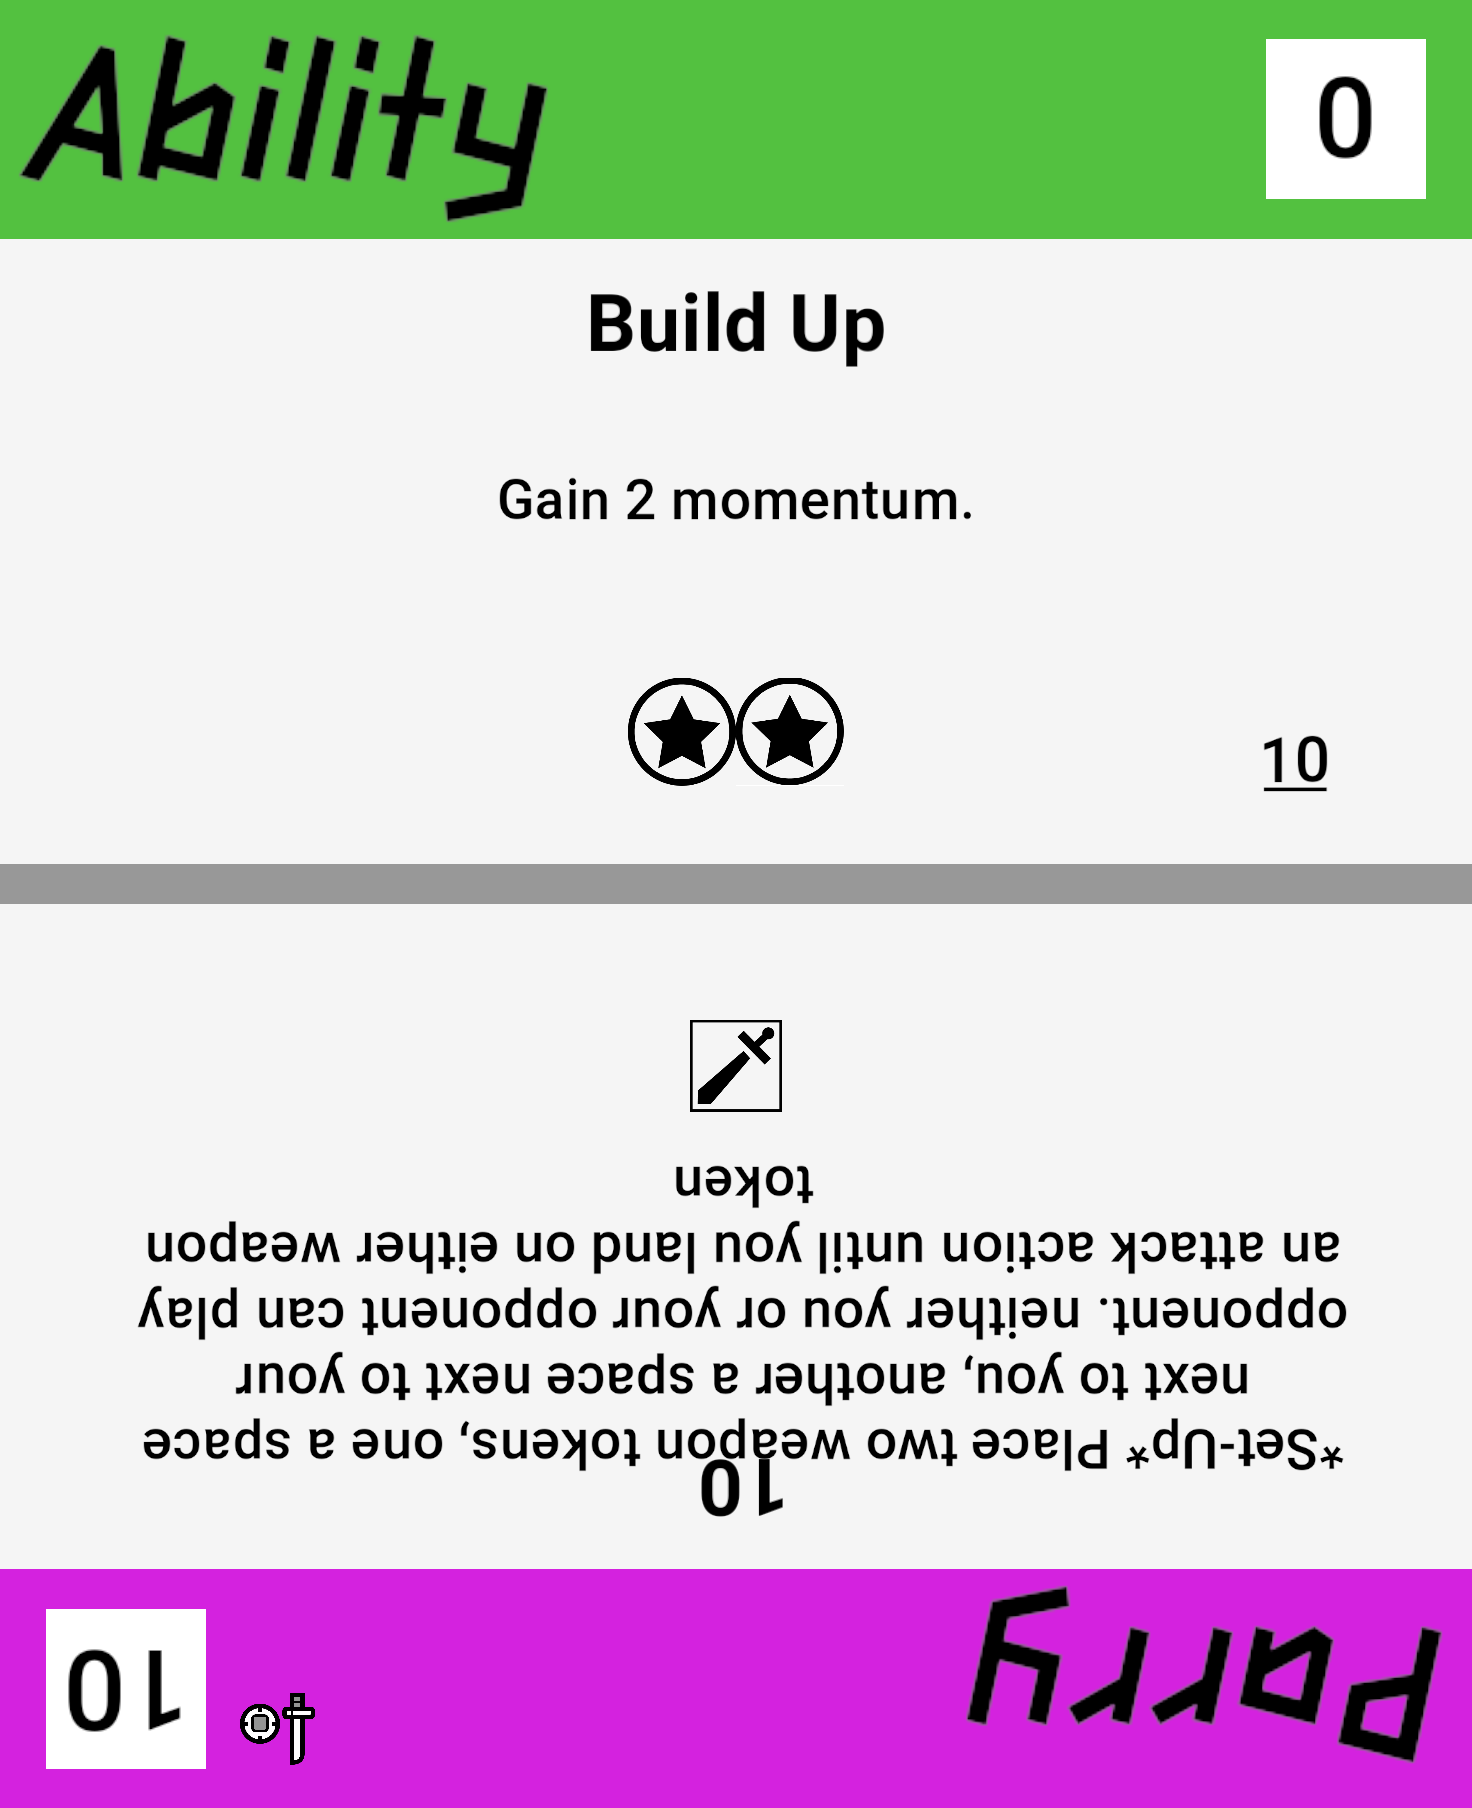 Ability
0
Build Up
Gain 2 momentum.
10
Parry
10
10
*Set-Up* Place two weapon tokens, one a space
next to you, another a space next to your
opponent. neither you or your opponent can play
an attack action until you land on either weapon
token